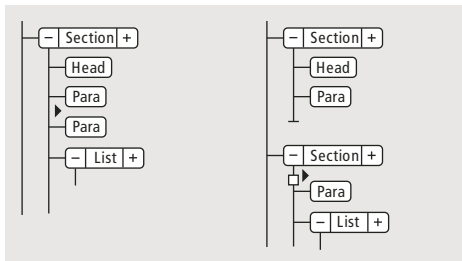 – Section +
Head
Para
Para
– List +
– Section +
Head
Para
– Section +
Para
– List +